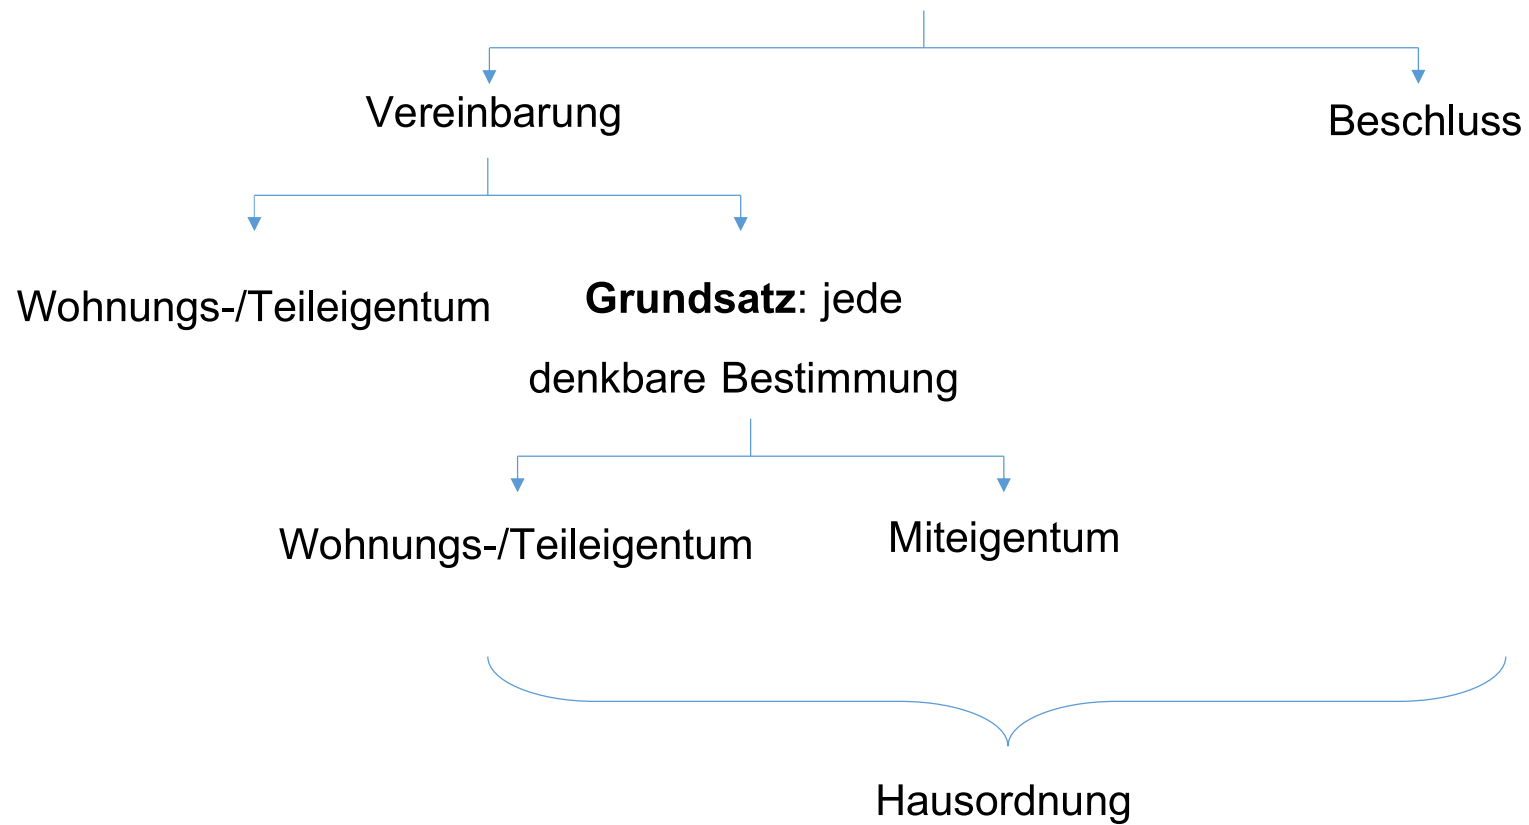 Vereinbarung
Beschluss
Wohnungs-/Teileigentum
Grundsatz: jede
denkbare Bestimmung
Wohnungs-/Teileigentum
Miteigentum
Hausordnung